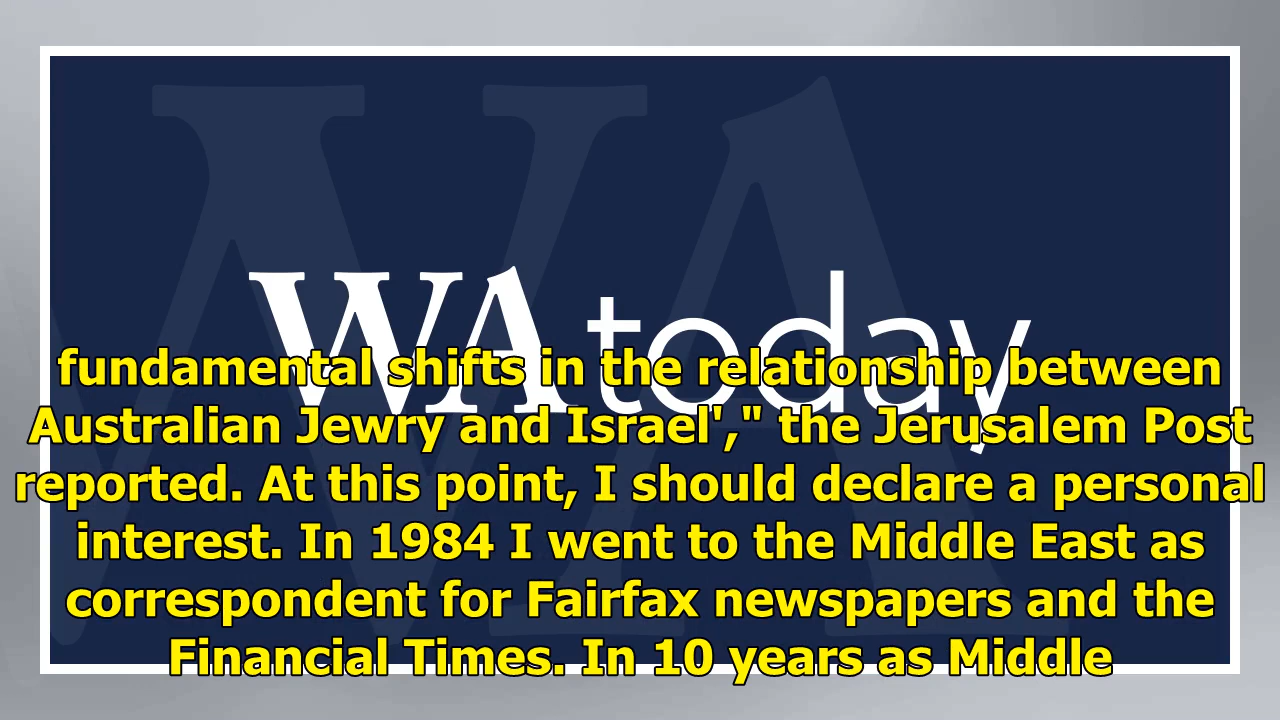 WAtoday
fundamental shifts in the relationship between
Australian Jewry and Israel'," the Jerusalem Post
reported. At this point, I should declare a personal
interest. In 1984 I went to the Middle East as
correspondent for Fairfax newspapers and the
Financial Times. In 10 years as Middle